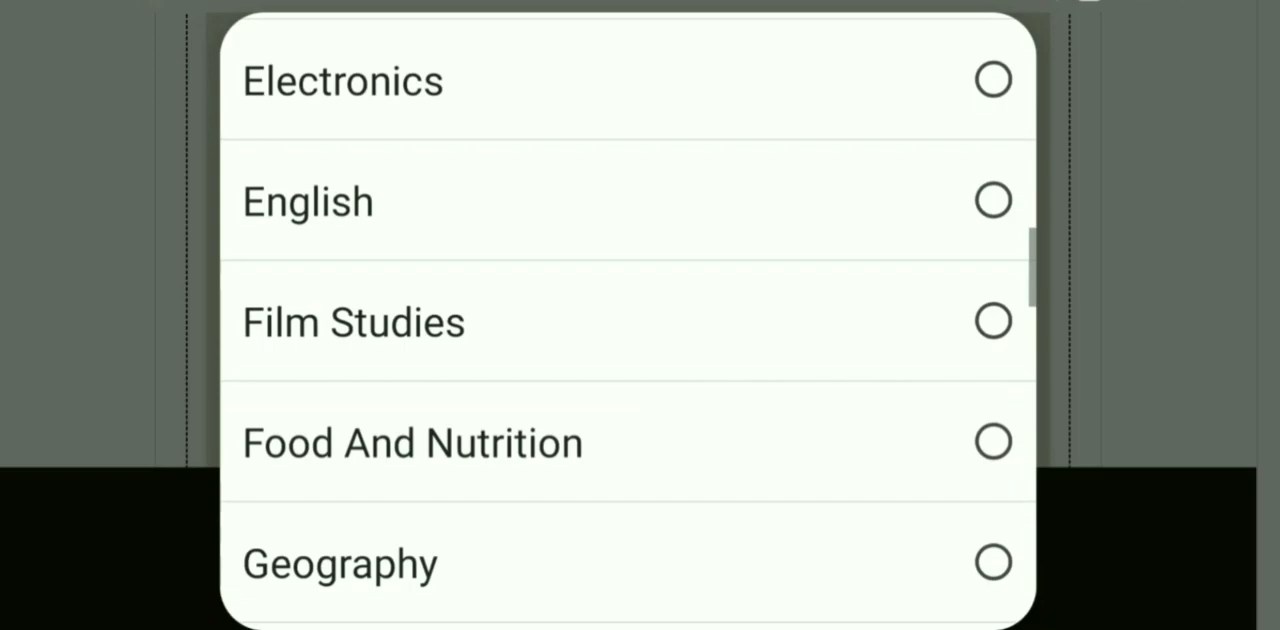 Electronics
English
Film Studies
Food And Nutrition
Geography